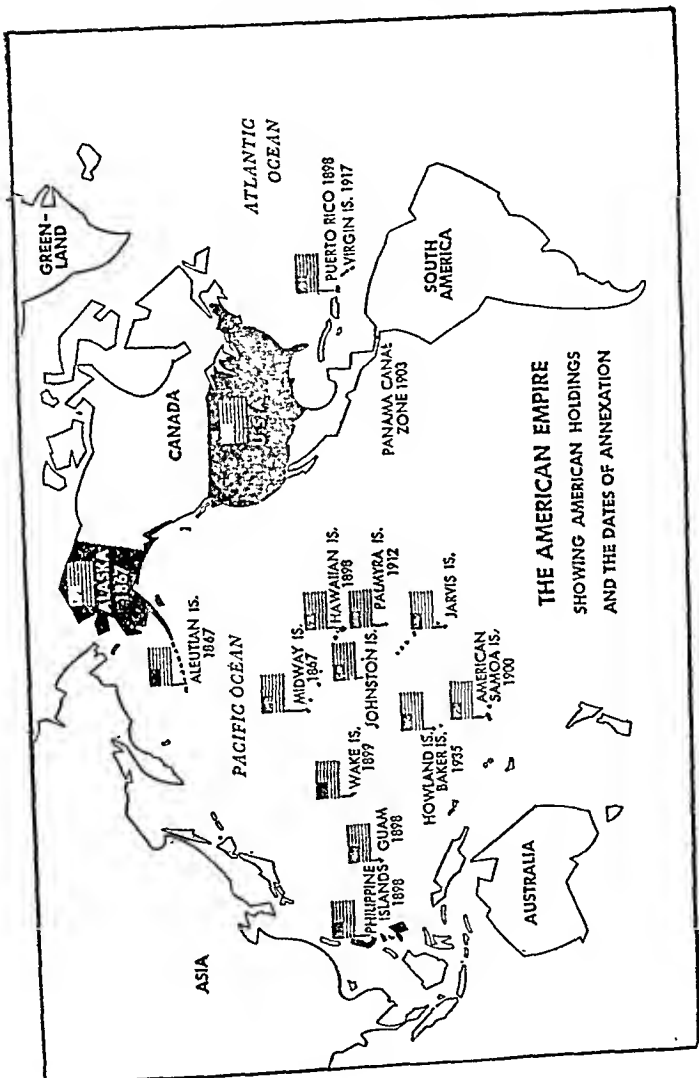 GREEN-
LAND
ATLANTIC
OCEAN
CANADA
U.S.A.
ALASKA
1867
ALEUTIAN IS.
1867
PACIFIC OCEAN
MIDWAY IS.
1867
HAWAIIAN IS.
1898
PALMYRA IS.
1912
JOHNSTON IS.
JARVIS IS.
WAKE IS.
1899
GUAM
1898
PHILIPPINE
ISLANDS
1898
HOWLAND IS.
BAKER IS.
1935
AMERICAN
SAMOA IS.
1900
PUERTO RICO 1898
VIRGIN IS. 1917
PANAMA CANAL
ZONE 1903
SOUTH
AMERICA
ASIA
AUSTRALIA
THE AMERICAN EMPIRE
SHOWING AMERICAN HOLDINGS
AND THE DATES OF ANNEXATION